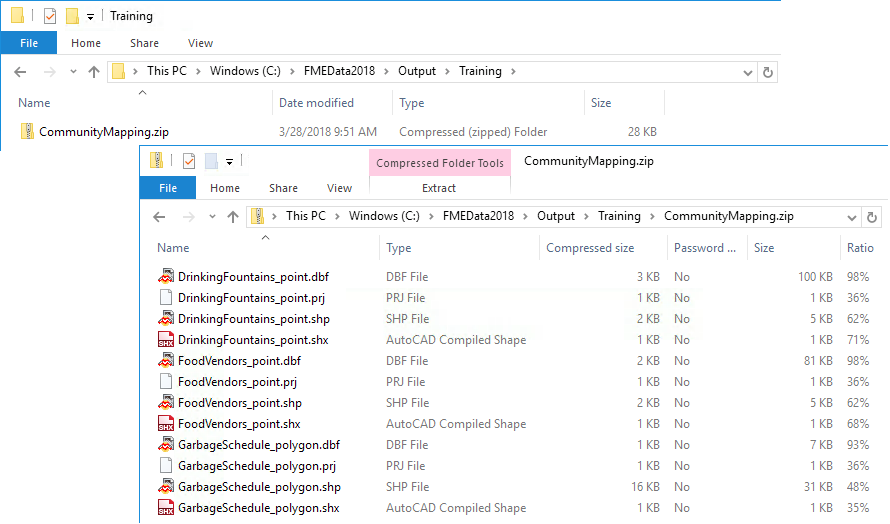 Training
File Home Share View
This PC > Windows (C:) > FMEData2018 > Output > Training >
Name Date modified Type Size
CommunityMapping.zip 3/28/2018 9:51 AM Compressed (zipped) Folder 28 KB
Compressed Folder Tools CommunityMapping.zip
File Home Share View Extract
This PC > Windows (C:) > FMEData2018 > Output > Training > CommunityMapping.zip
Name Type Compressed size Password ... Size Ratio
DrinkingFountains_point.dbf DBF File 3 KB No 100 KB 98%
DrinkingFountains_point.prj PRJ File 1 KB No 1 KB 36%
DrinkingFountains_point.shp SHP File 2 KB No 5 KB 62%
SHX DrinkingFountains_point.shx AutoCAD Compiled Shape 1 KB No 1 KB 71%
FoodVendors_point.dbf DBF File 2 KB No 81 KB 98%
FoodVendors_point.prj PRJ File 1 KB No 1 KB 36%
FoodVendors_point.shp SHP File 2 KB No 5 KB 62%
SHX FoodVendors_point.shx AutoCAD Compiled Shape 1 KB No 1 KB 68%
GarbageSchedule_polygon.dbf DBF File 1 KB No 7 KB 93%
GarbageSchedule_polygon.prj PRJ File 1 KB No 1 KB 36%
GarbageSchedule_polygon.shp SHP File 16 KB No 31 KB 48%
SHX GarbageSchedule_polygon.shx AutoCAD Compiled Shape 1 KB No 1 KB 35%